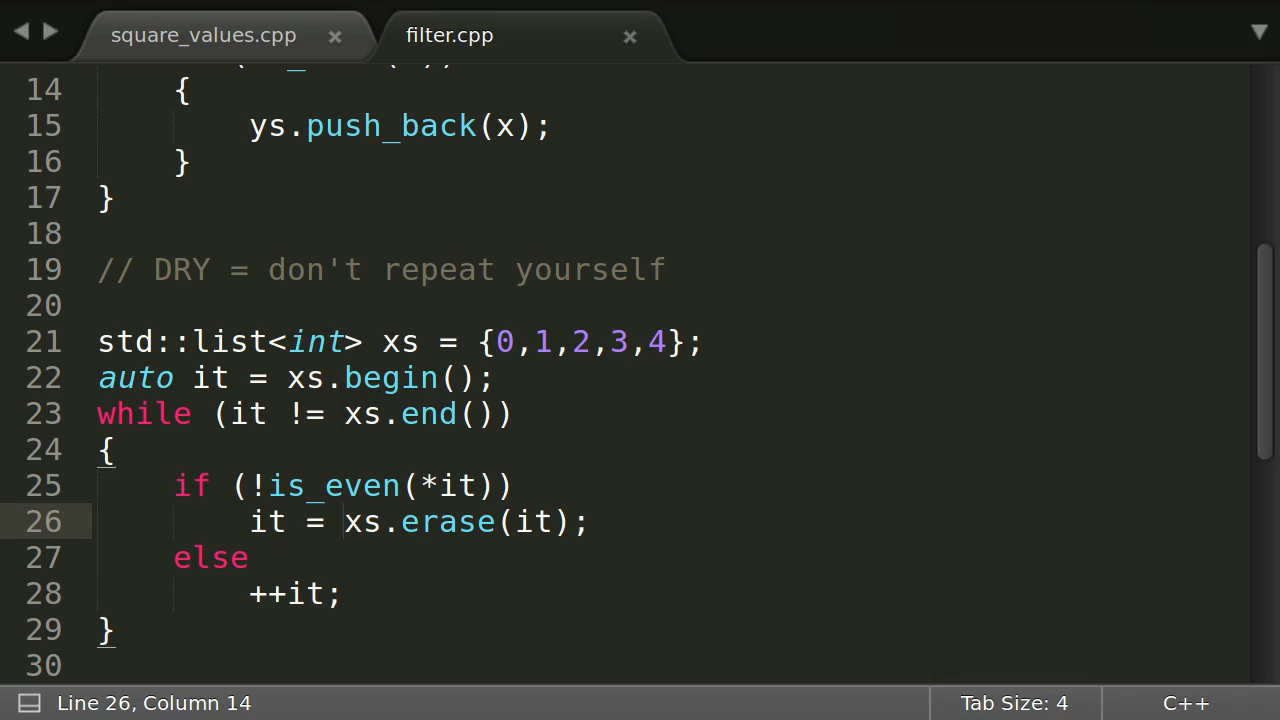 square_values.cpp
filter.cpp
14 {
15 ys.push_back(x);
16 }
17 }
18
19 // DRY = don't repeat yourself
20
21 std::list<int> xs = {0,1,2,3,4};
22 auto it = xs.begin();
23 while (it != xs.end())
24 {
25 if (!is_even(*it))
26 it = xs.erase(it);
27 else
28 ++it;
29 }
30
Line 26, Column 14
Tab Size: 4
C++